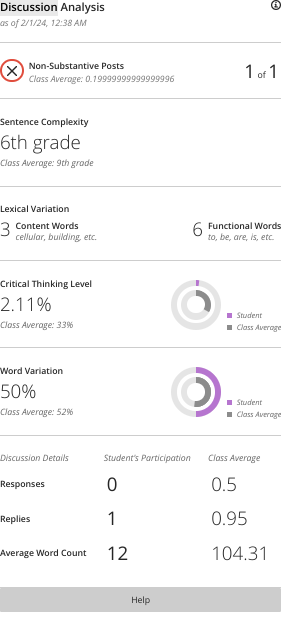 Discussion Analysis
as of 2/1/24, 12:38 AM
Non-Substantive Posts
Class Average: 0.19999999999999996
1 of 1
Sentence Complexity
6th grade
Class Average: 9th grade
Lexical Variation
3 Content Words
cellular, building, etc.
6 Functional Words
to, be, are, is, etc.
Critical Thinking Level
2.11%
Class Average: 33%
Student
Class Average
Word Variation
50%
Class Average: 52%
Student
Class Average
Discussion Details Student's Participation Class Average
Responses 0 0.5
Replies 1 0.95
Average Word Count 12 104.31
Help